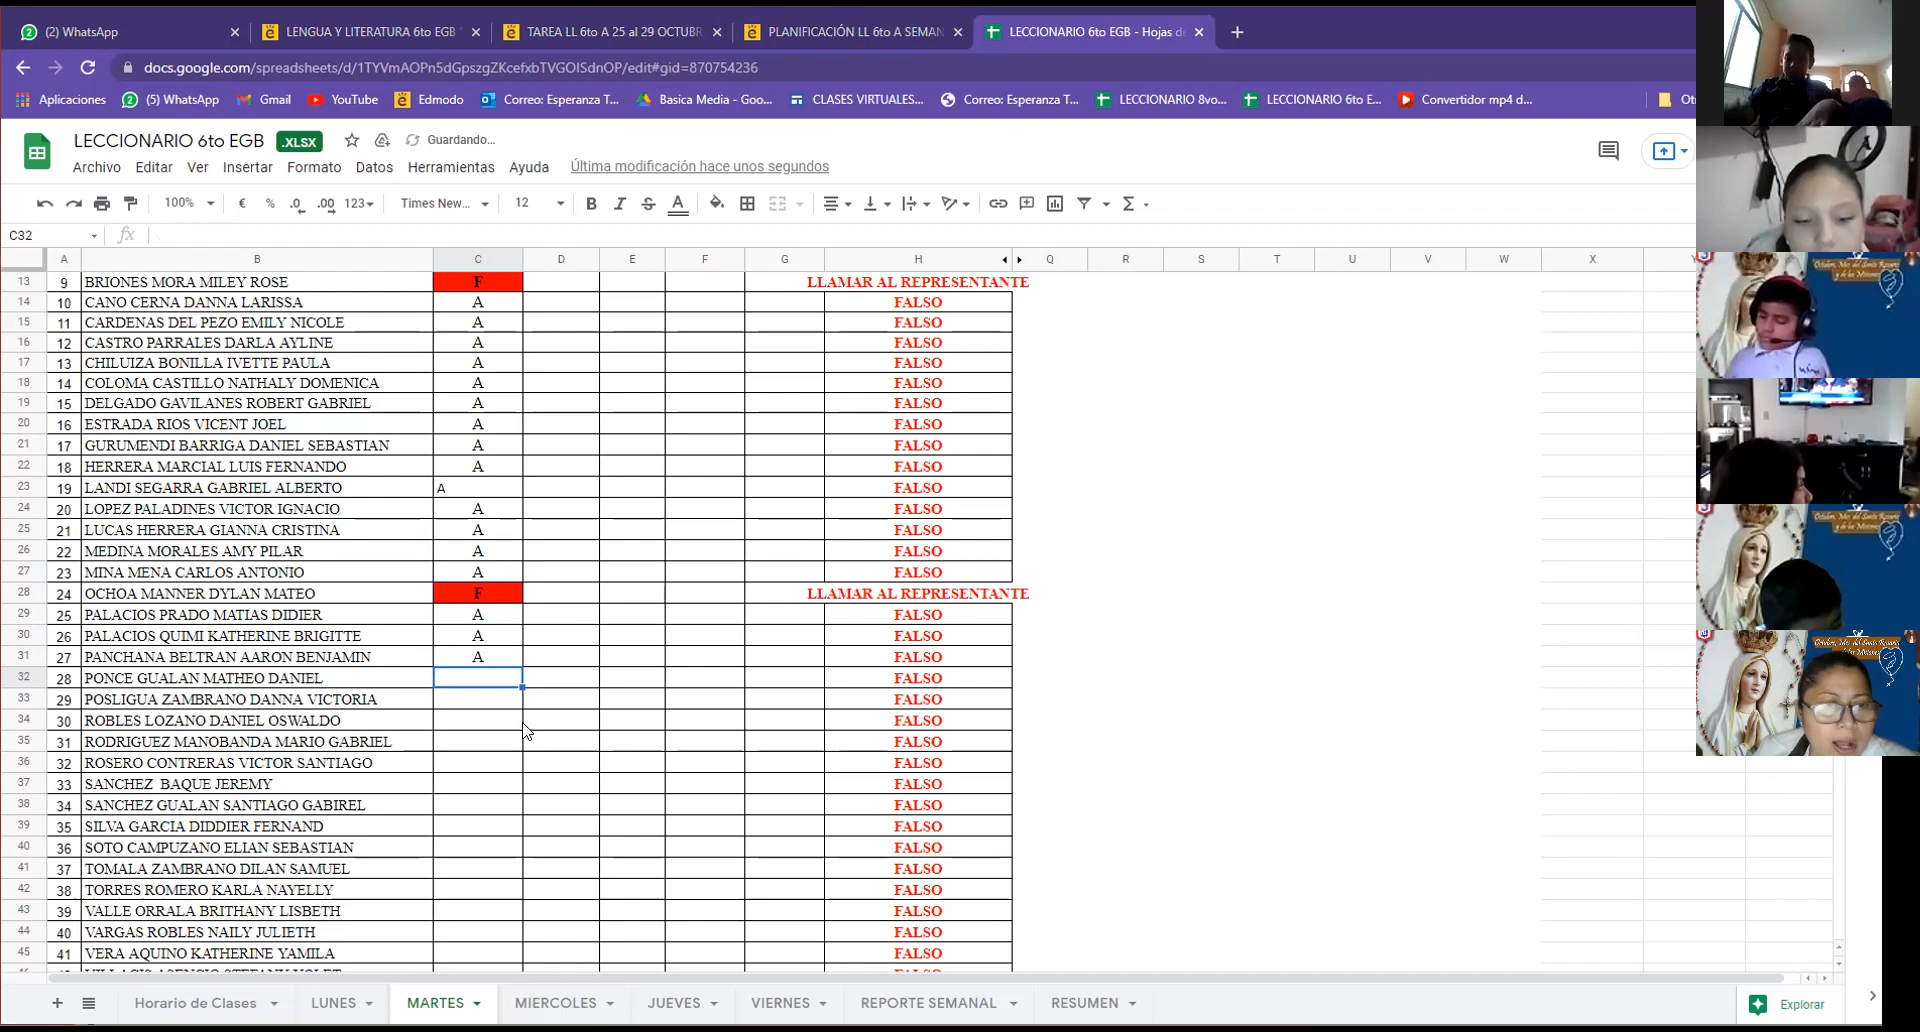 (2) WhatsApp
LENGUA Y LITERATURA 6to EGB
TAREA LL 6to A 25 al 29 OCTUBR
PLANIFICACIÓN LL 6to A SEMAN
LECCIONARIO 6to EGB - Hojas de
docs.google.com/spreadsheets/d/1TYVmAOPn5dGpszgZKcefxbTVGOISdnOP/edit#gid=870754236
Aplicaciones (5) WhatsApp Gmail YouTube Edmodo Correo: Esperanza T... Basica Media - Goo... CLASES VIRTUALES... Correo: Esperanza T... LECCIONARIO 8vo... LECCIONARIO 6to E... Convertidor mp4 d...
LECCIONARIO 6to EGB .XLSX Guardando...
Archivo Editar Ver Insertar Formato Datos Herramientas Ayuda Última modificación hace unos segundos
100% € % .0 .00 123 Times New... 12 B I S A Σ
C32 fx
A B C D E F G H Q R S T U V W X
13 9 BRIONES MORA MILEY ROSE F LLAMAR AL REPRESENTANTE
14 10 CANO CERNA DANNA LARISSA A FALSO
15 11 CARDENAS DEL PEZO EMILY NICOLE A FALSO
16 12 CASTRO PARRALES DARLA AYLINE A FALSO
17 13 CHILUIZA BONILLA IVETTE PAULA A FALSO
18 14 COLOMA CASTILLO NATHALY DOMENICA A FALSO
19 15 DELGADO GAVILANES ROBERT GABRIEL A FALSO
20 16 ESTRADA RIOS VICENT JOEL A FALSO
21 17 GURUMENDI BARRIGA DANIEL SEBASTIAN A FALSO
22 18 HERRERA MARCIAL LUIS FERNANDO A FALSO
23 19 LANDI SEGARRA GABRIEL ALBERTO A FALSO
24 20 LOPEZ PALADINES VICTOR IGNACIO A FALSO
25 21 LUCAS HERRERA GIANNA CRISTINA A FALSO
26 22 MEDINA MORALES AMY PILAR A FALSO
27 23 MINA MENA CARLOS ANTONIO A FALSO
28 24 OCHOA MANNER DYLAN MATEO F LLAMAR AL REPRESENTANTE
29 25 PALACIOS PRADO MATIAS DIDIER A FALSO
30 26 PALACIOS QUIMI KATHERINE BRIGITTE A FALSO
31 27 PANCHANA BELTRAN AARON BENJAMIN A FALSO
32 28 PONCE GUALAN MATHEO DANIEL FALSO
33 29 POSLIGUA ZAMBRANO DANNA VICTORIA FALSO
34 30 ROBLES LOZANO DANIEL OSWALDO FALSO
35 31 RODRIGUEZ MANOBANDA MARIO GABRIEL FALSO
36 32 ROSERO CONTRERAS VICTOR SANTIAGO FALSO
37 33 SANCHEZ BAQUE JEREMY FALSO
38 34 SANCHEZ GUALAN SANTIAGO GABIREL FALSO
39 35 SILVA GARCIA DIDDIER FERNAND FALSO
40 36 SOTO CAMPUZANO ELIAN SEBASTIAN FALSO
41 37 TOMALA ZAMBRANO DILAN SAMUEL FALSO
42 38 TORRES ROMERO KARLA NAYELLY FALSO
43 39 VALLE ORRALA BRITHANY LISBETH FALSO
44 40 VARGAS ROBLES NAILY JULIETH FALSO
45 41 VERA AQUINO KATHERINE YAMILA FALSO
Horario de Clases LUNES MARTES MIERCOLES JUEVES VIERNES REPORTE SEMANAL RESUMEN Explorar